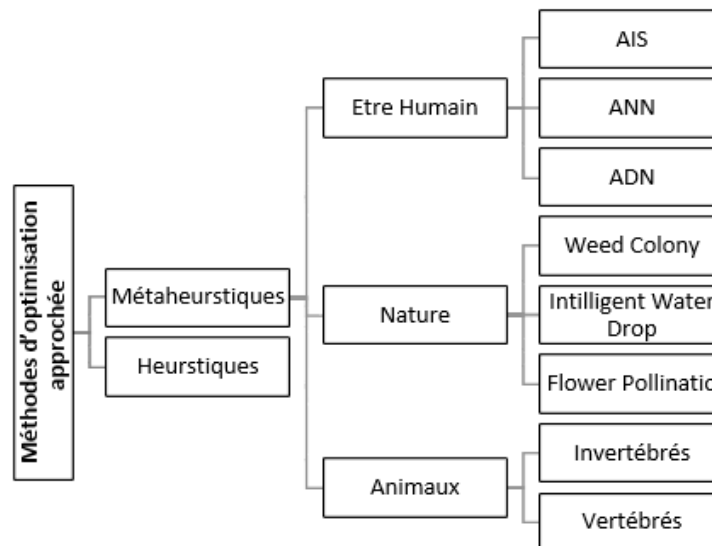 Méthodes d'optimisation
approchée
Métaheurstiques
Heurstiques
Etre Humain
AIS
ANN
ADN
Nature
Weed Colony
Intilligent Water
Drop
Flower Pollinatic
Animaux
Invertébrés
Vertébrés